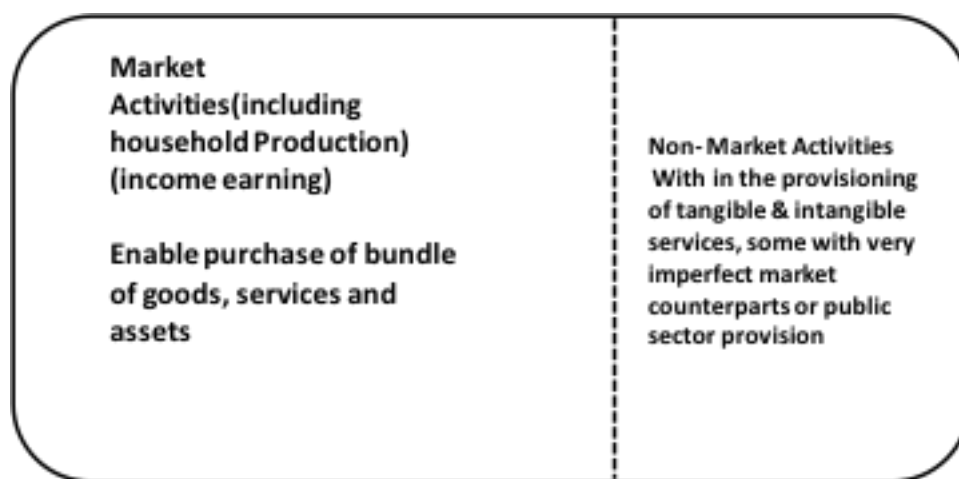 Market
Activities(including
household Production)
(income earning)
Enable purchase of bundle
of goods, services and
assets
Non- Market Activities
With in the provisioning
of tangible & intangible
services, some with very
imperfect market
counterparts or public
sector provision